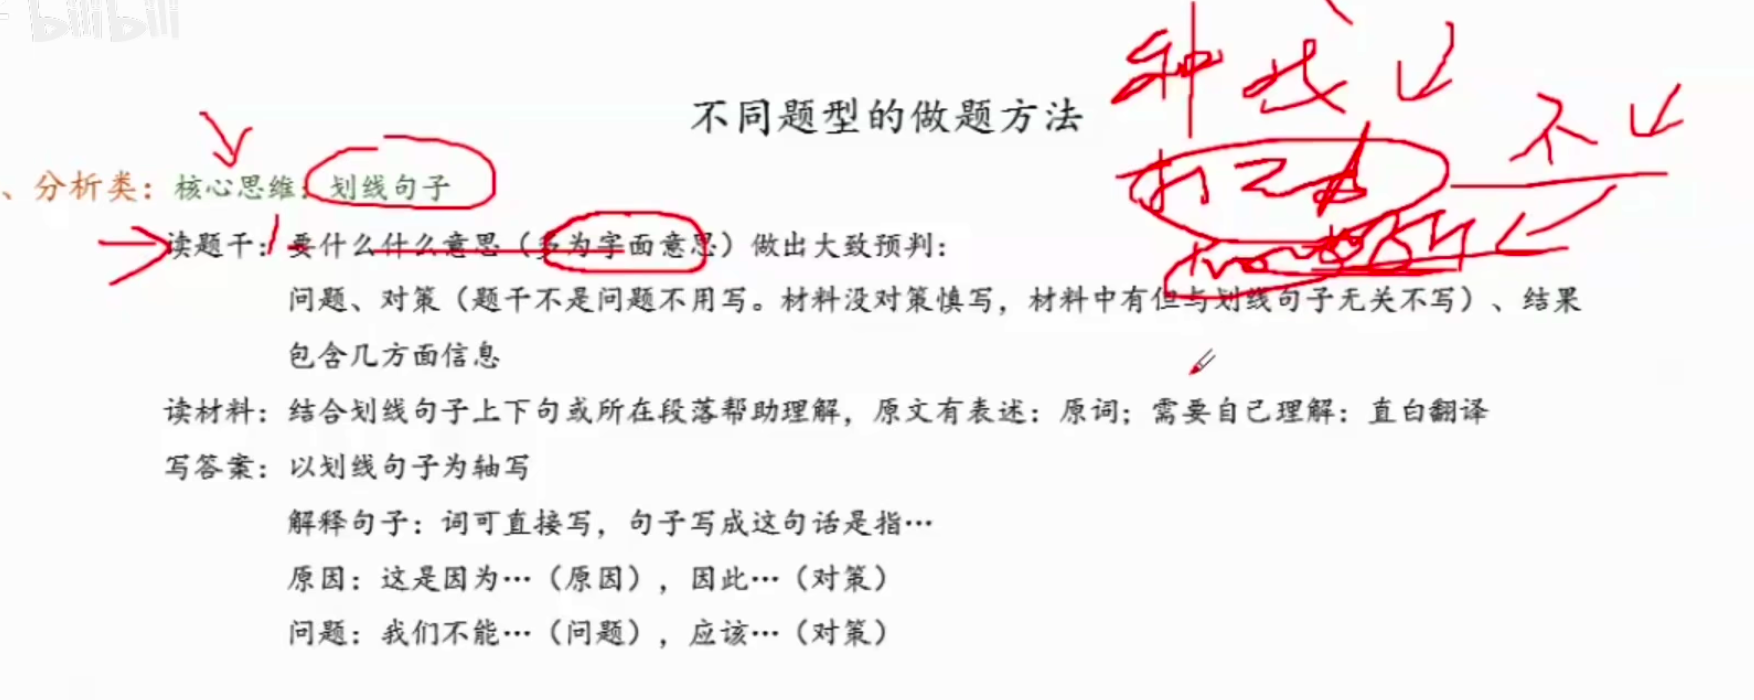 bilibili
不同题型的做题方法
种花
不
、分析类：核心思维：划线句子
读题干：要什么什么意思（多为字面意思）做出大致预判：
问题、对策（题干不是问题不用写。材料没对策慎写，材料中有但与划线句子无关不写）、结果
包含几方面信息
读材料：结合划线句子上下句或所在段落帮助理解，原文有表述：原词；需要自己理解：直白翻译
写答案：以划线句子为轴写
解释句子：词可直接写，句子写成这句话是指…
原因：这是因为…（原因），因此…（对策）
问题：我们不能…（问题），应该…（对策）